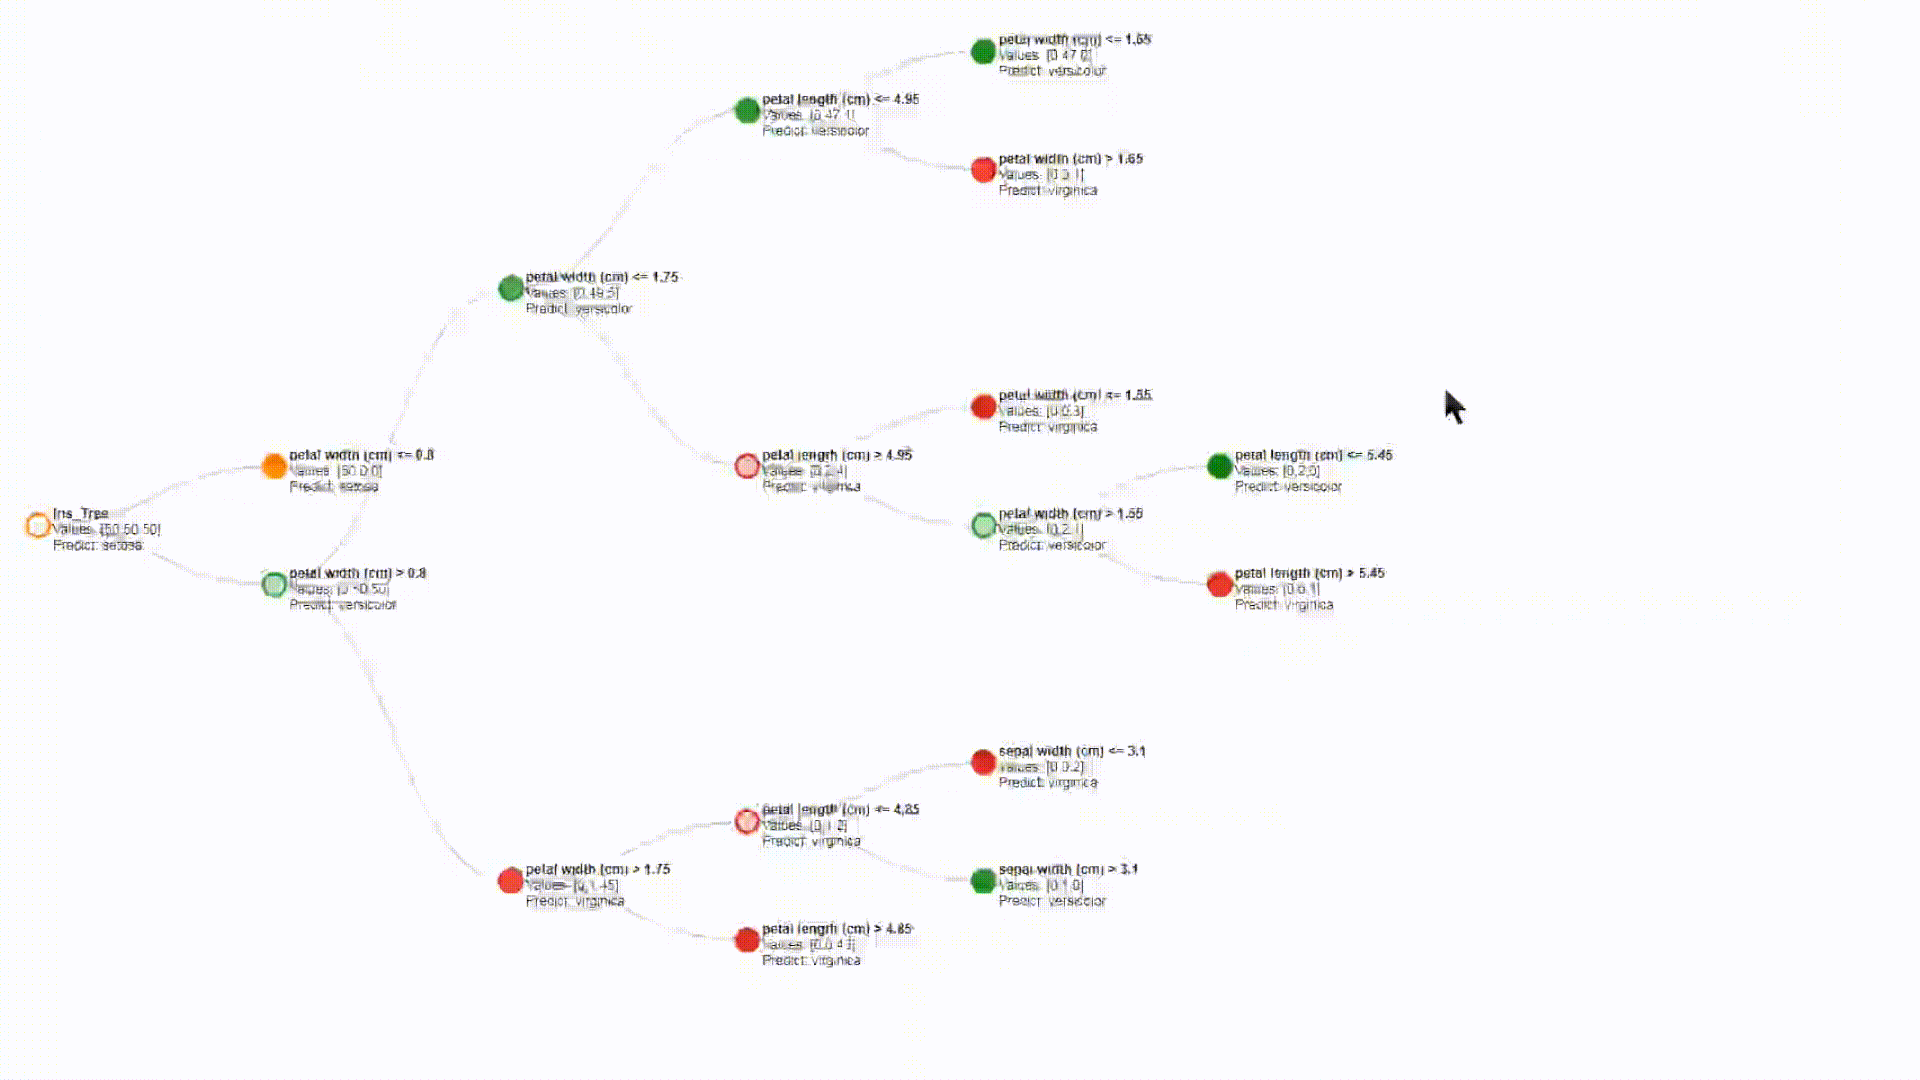 petal width (cm) <= 1.65
Values: [0,47,0]
Predict: versicolor
petal length (cm) <= 4.95
Values: [0,47,1]
Predict: versicolor
petal width (cm) > 1.65
Values: [0,0,1]
Predict: virginica
petal width (cm) <= 1.75
Values: [0,49,5]
Predict: versicolor
petal width (cm) <= 1.55
Values: [0,0,3]
Predict: virginica
petal width (cm) <= 0.8
Values: [50,0,0]
Predict: setosa
petal length (cm) > 4.95
Values: [0,2,4]
Predict: virginica
petal length (cm) <= 5.45
Values: [0,2,0]
Predict: versicolor
Iris_Tree
Values: [50,50,50]
Predict: setosa
petal width (cm) > 1.55
Values: [0,2,1]
Predict: versicolor
petal width (cm) > 0.8
Values: [0,50,50]
Predict: versicolor
petal length (cm) > 5.45
Values: [0,0,1]
Predict: virginica
sepal width (cm) <= 3.1
Values: [0,0,2]
Predict: virginica
petal length (cm) <= 4.85
Values: [0,1,2]
Predict: virginica
petal width (cm) > 1.75
Values: [0,1,45]
Predict: virginica
sepal width (cm) > 3.1
Values: [0,1,0]
Predict: versicolor
petal length (cm) > 4.85
Values: [0,0,43]
Predict: virginica